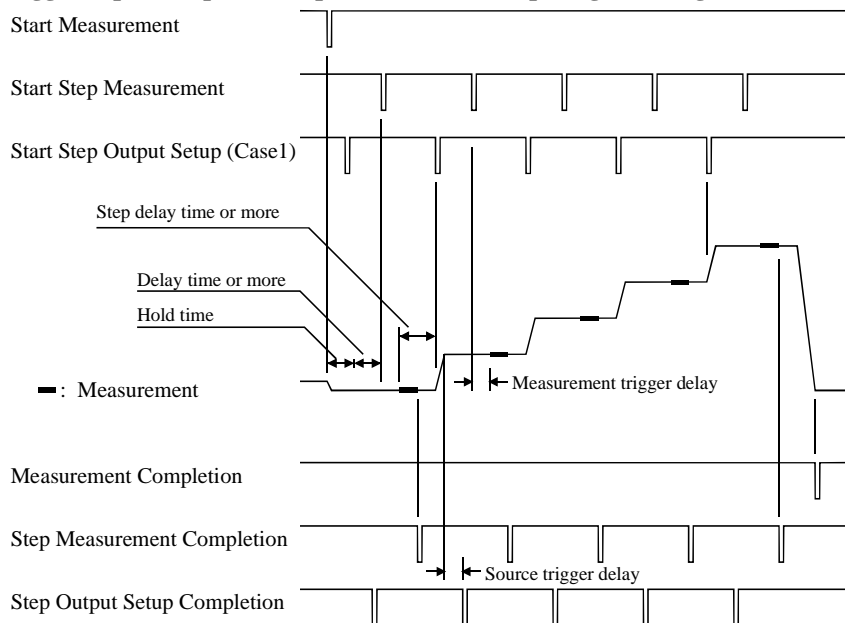 Start Measurement
Start Step Measurement
Start Step Output Setup (Case1)
Step delay time or more
Delay time or more
Hold time
Measurement trigger delay
: Measurement
Measurement Completion
Step Measurement Completion
Source trigger delay
Step Output Setup Completion